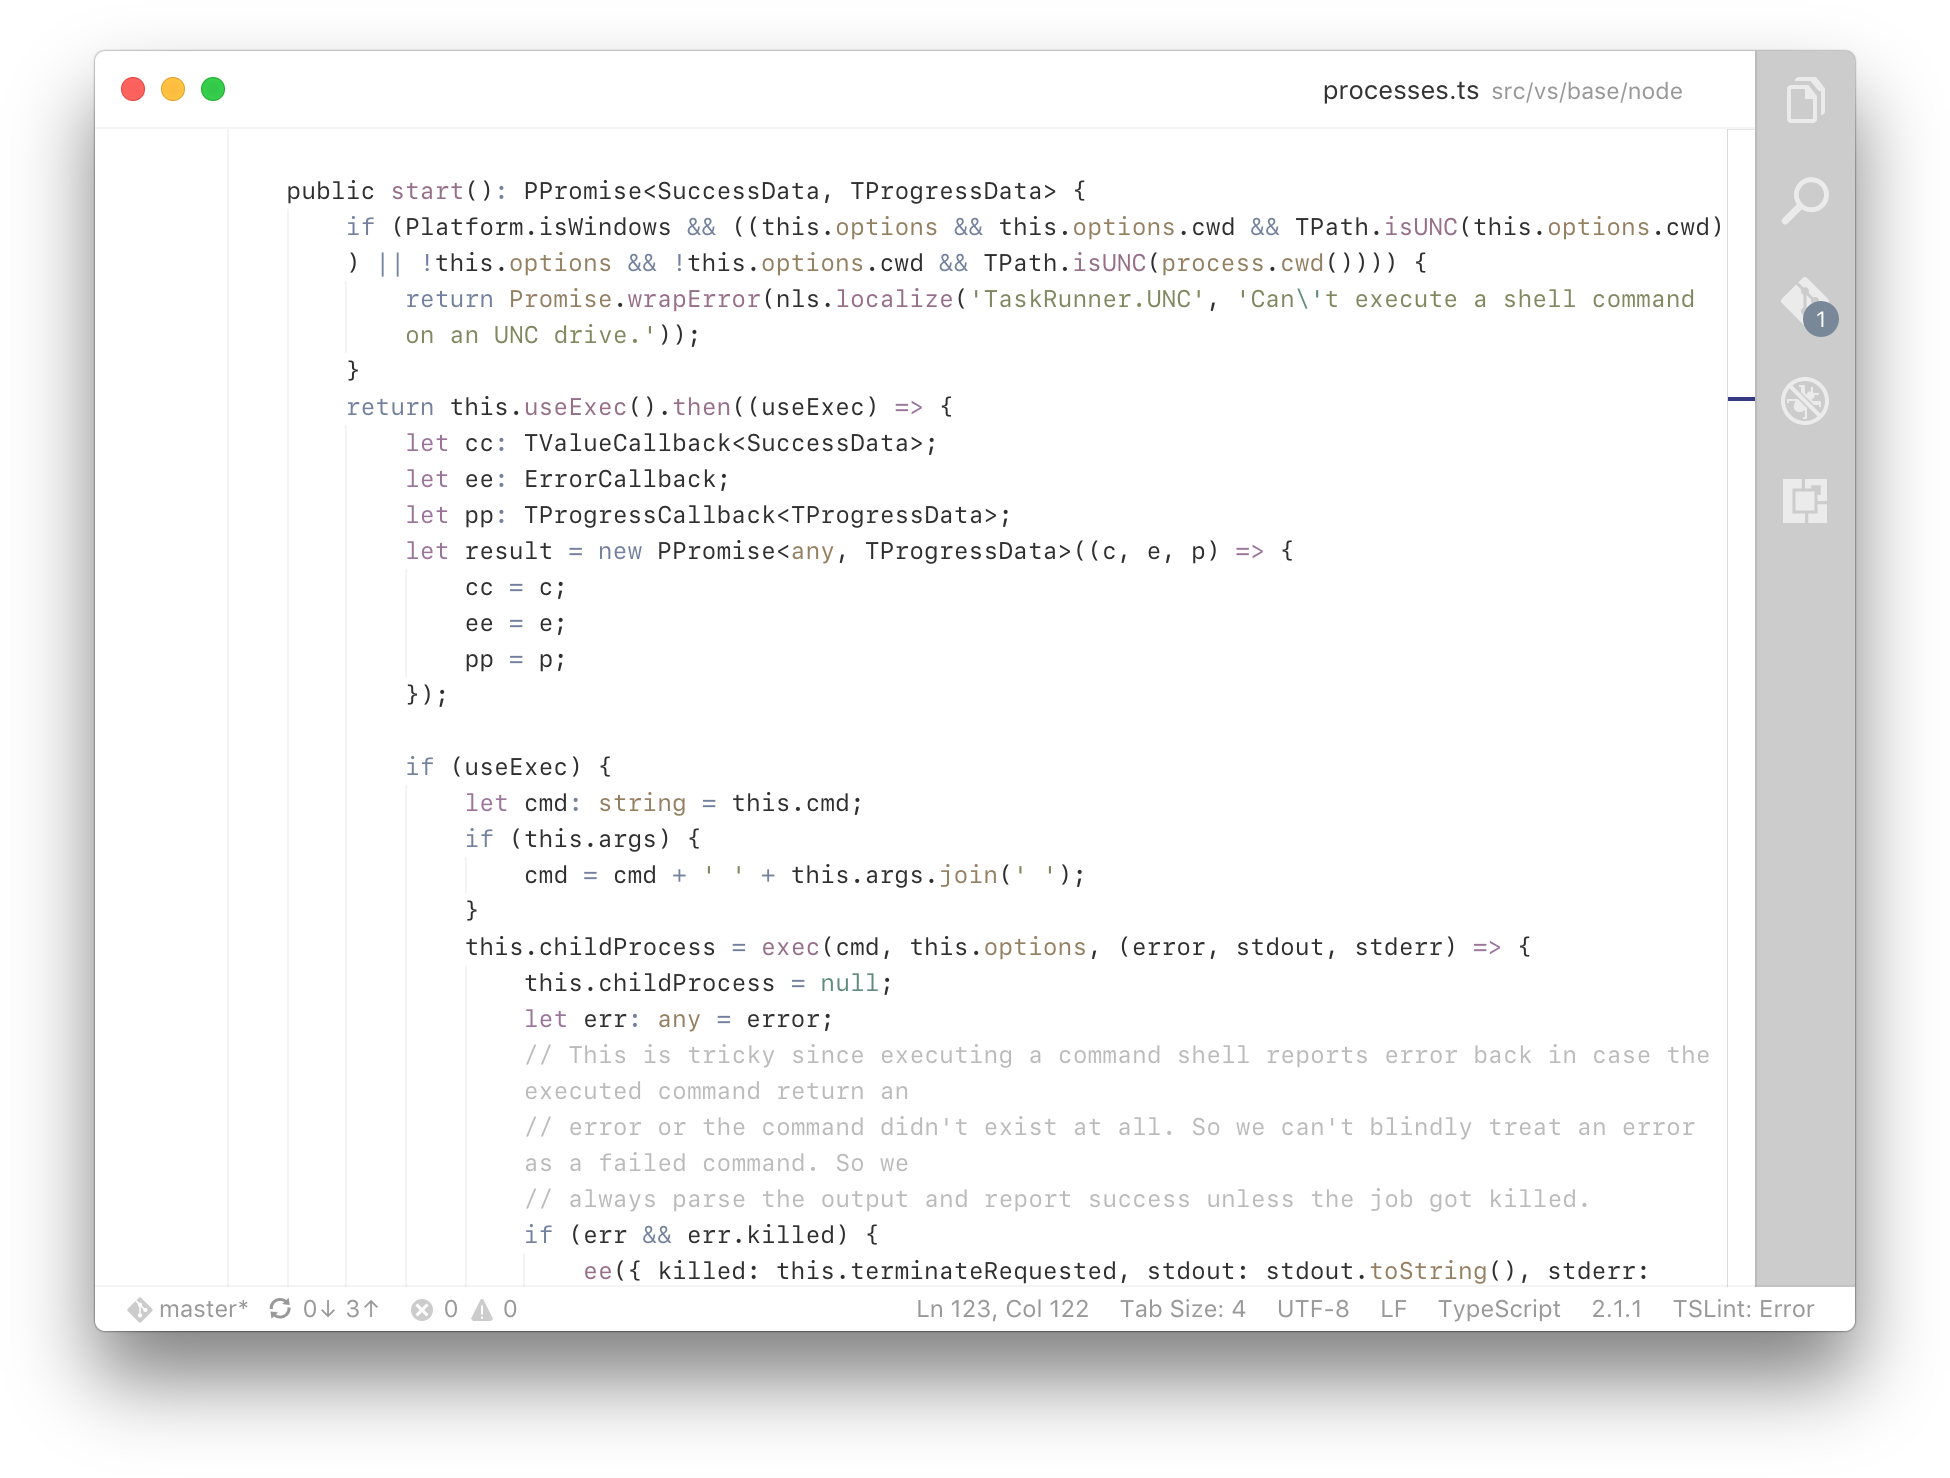 processes.ts src/vs/base/node
public start(): PPromise<SuccessData, TProgressData> {
if (Platform.isWindows && ((this.options && this.options.cwd && TPath.isUNC(this.options.cwd)
) || !this.options && !this.options.cwd && TPath.isUNC(process.cwd()))) {
return Promise.wrapError(nls.localize('TaskRunner.UNC', 'Can\'t execute a shell command
on an UNC drive.'));
}
return this.useExec().then((useExec) => {
let cc: TValueCallback<SuccessData>;
let ee: ErrorCallback;
let pp: TProgressCallback<TProgressData>;
let result = new PPromise<any, TProgressData>((c, e, p) => {
cc = c;
ee = e;
pp = p;
});
if (useExec) {
let cmd: string = this.cmd;
if (this.args) {
cmd = cmd + ' ' + this.args.join(' ');
}
this.childProcess = exec(cmd, this.options, (error, stdout, stderr) => {
this.childProcess = null;
let err: any = error;
// This is tricky since executing a command shell reports error back in case the
executed command return an
// error or the command didn't exist at all. So we can't blindly treat an error
as a failed command. So we
// always parse the output and report success unless the job got killed.
if (err && err.killed) {
ee({ killed: this.terminateRequested, stdout: stdout.toString(), stderr:
1
master* 0↓ 3↑ 0 0 Ln 123, Col 122 Tab Size: 4 UTF-8 LF TypeScript 2.1.1 TSLint: Error